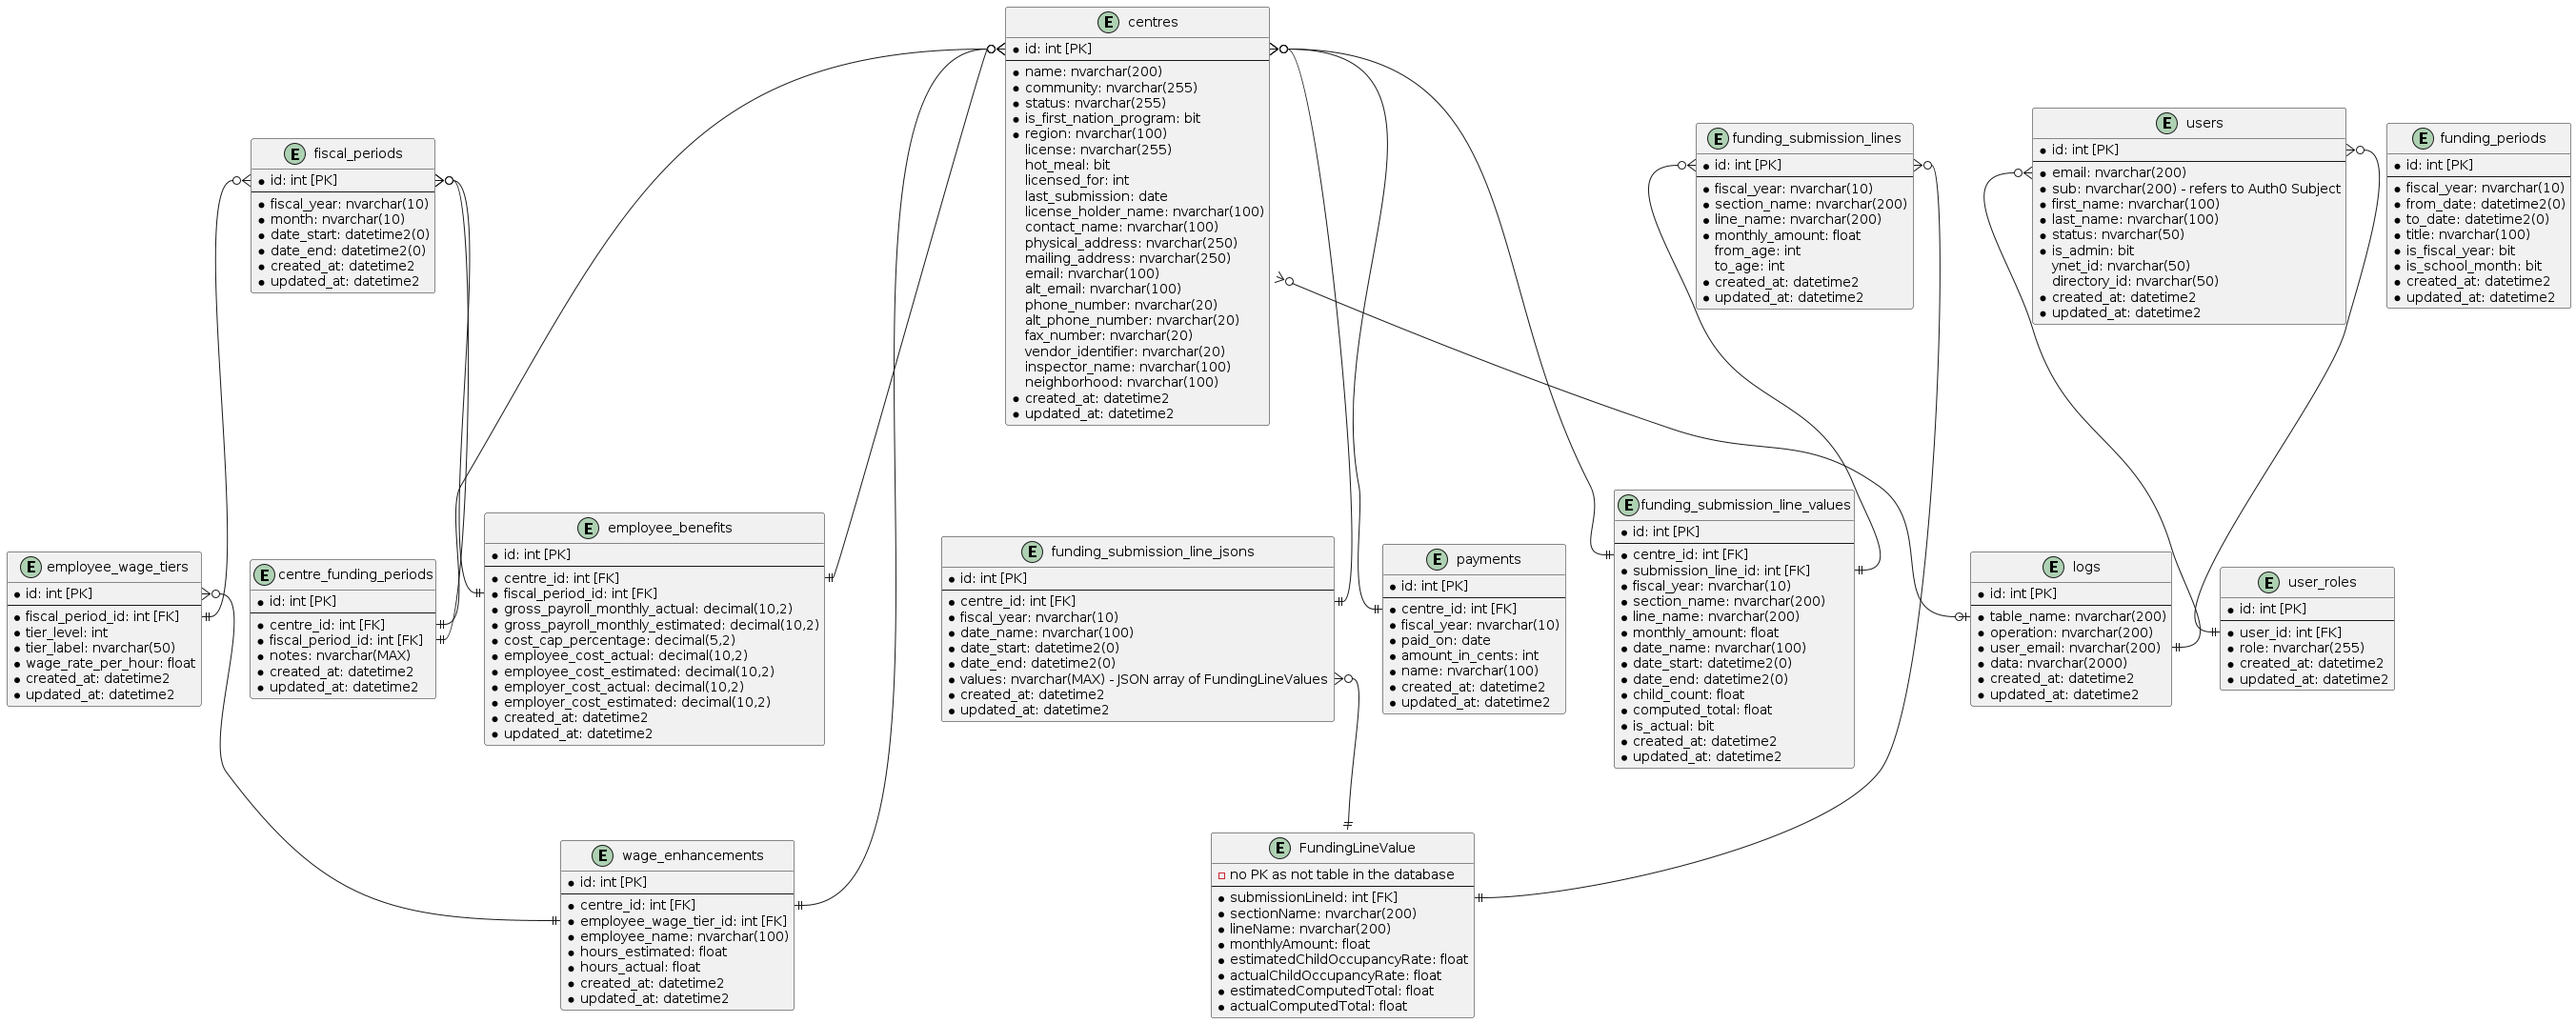 E centres
id: int [PK]
name: nvarchar(200)
community: nvarchar(255)
status: nvarchar(255)
is_first_nation_program: bit
region: nvarchar(100)
license: nvarchar(255)
hot_meal: bit
licensed_for: int
last_submission: date
license_holder_name: nvarchar(100)
contact_name: nvarchar(100)
physical_address: nvarchar(250)
mailing_address: nvarchar(250)
email: nvarchar(100)
alt_email: nvarchar(100)
phone_number: nvarchar(20)
alt_phone_number: nvarchar(20)
fax_number: nvarchar(20)
vendor_identifier: nvarchar(20)
inspector_name: nvarchar(100)
neighborhood: nvarchar(100)
created_at: datetime2
updated_at: datetime2
E fiscal_periods
id: int [PK]
fiscal_year: nvarchar(10)
month: nvarchar(10)
date_start: datetime2(0)
date_end: datetime2(0)
created_at: datetime2
updated_at: datetime2
E funding_submission_lines
id: int [PK]
fiscal_year: nvarchar(10)
section_name: nvarchar(200)
line_name: nvarchar(200)
monthly_amount: float
from_age: int
to_age: int
created_at: datetime2
updated_at: datetime2
E users
id: int [PK]
email: nvarchar(200)
sub: nvarchar(200) - refers to Auth0 Subject
first_name: nvarchar(100)
last_name: nvarchar(100)
status: nvarchar(50)
is_admin: bit
ynet_id: nvarchar(50)
directory_id: nvarchar(50)
created_at: datetime2
updated_at: datetime2
E funding_periods
id: int [PK]
fiscal_year: nvarchar(10)
from_date: datetime2(0)
to_date: datetime2(0)
title: nvarchar(100)
is_fiscal_year: bit
is_school_month: bit
created_at: datetime2
updated_at: datetime2
E employee_wage_tiers
id: int [PK]
fiscal_period_id: int [FK]
tier_level: int
tier_label: nvarchar(50)
wage_rate_per_hour: float
created_at: datetime2
updated_at: datetime2
E centre_funding_periods
id: int [PK]
centre_id: int [FK]
fiscal_period_id: int [FK]
notes: nvarchar(MAX)
created_at: datetime2
updated_at: datetime2
E employee_benefits
id: int [PK]
centre_id: int [FK]
fiscal_period_id: int [FK]
gross_payroll_monthly_actual: decimal(10,2)
gross_payroll_monthly_estimated: decimal(10,2)
cost_cap_percentage: decimal(5,2)
employee_cost_actual: decimal(10,2)
employee_cost_estimated: decimal(10,2)
employer_cost_actual: decimal(10,2)
employer_cost_estimated: decimal(10,2)
created_at: datetime2
updated_at: datetime2
E funding_submission_line_jsons
id: int [PK]
centre_id: int [FK]
fiscal_year: nvarchar(10)
date_name: nvarchar(100)
date_start: datetime2(0)
date_end: datetime2(0)
values: nvarchar(MAX) - JSON array of FundingLineValues
created_at: datetime2
updated_at: datetime2
E payments
id: int [PK]
centre_id: int [FK]
fiscal_year: nvarchar(10)
paid_on: date
amount_in_cents: int
name: nvarchar(100)
created_at: datetime2
updated_at: datetime2
E funding_submission_line_values
id: int [PK]
centre_id: int [FK]
submission_line_id: int [FK]
fiscal_year: nvarchar(10)
section_name: nvarchar(200)
line_name: nvarchar(200)
monthly_amount: float
date_name: nvarchar(100)
date_start: datetime2(0)
date_end: datetime2(0)
child_count: float
computed_total: float
is_actual: bit
created_at: datetime2
updated_at: datetime2
E logs
id: int [PK]
table_name: nvarchar(200)
operation: nvarchar(200)
user_email: nvarchar(200)
data: nvarchar(2000)
created_at: datetime2
updated_at: datetime2
E user_roles
id: int [PK]
user_id: int [FK]
role: nvarchar(255)
created_at: datetime2
updated_at: datetime2
E wage_enhancements
id: int [PK]
centre_id: int [FK]
employee_wage_tier_id: int [FK]
employee_name: nvarchar(100)
hours_estimated: float
hours_actual: float
created_at: datetime2
updated_at: datetime2
E FundingLineValue
no PK as not table in the database
submissionLineId: int [FK]
sectionName: nvarchar(200)
lineName: nvarchar(200)
monthlyAmount: float
estimatedChildOccupancyRate: float
actualChildOccupancyRate: float
estimatedComputedTotal: float
actualComputedTotal: float